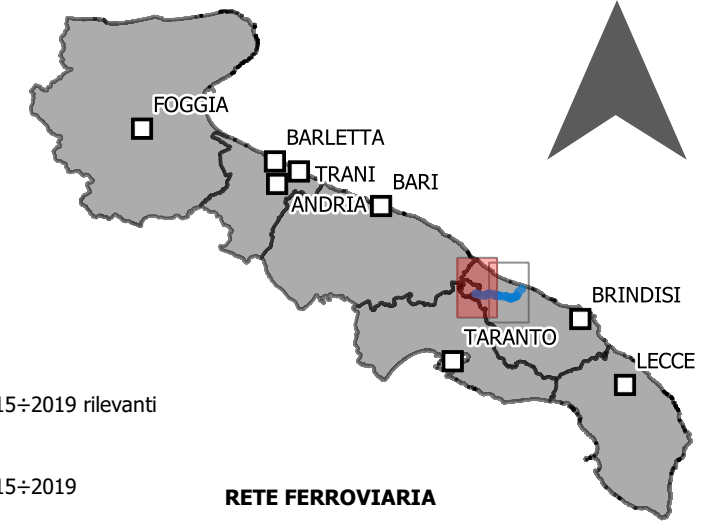 FOGGIA
BARLETTA
TRANI
BARI
ANDRIA
BRINDISI
TARANTO
LECCE
15÷2019 rilevanti
15÷2019
RETE FERROVIARIA